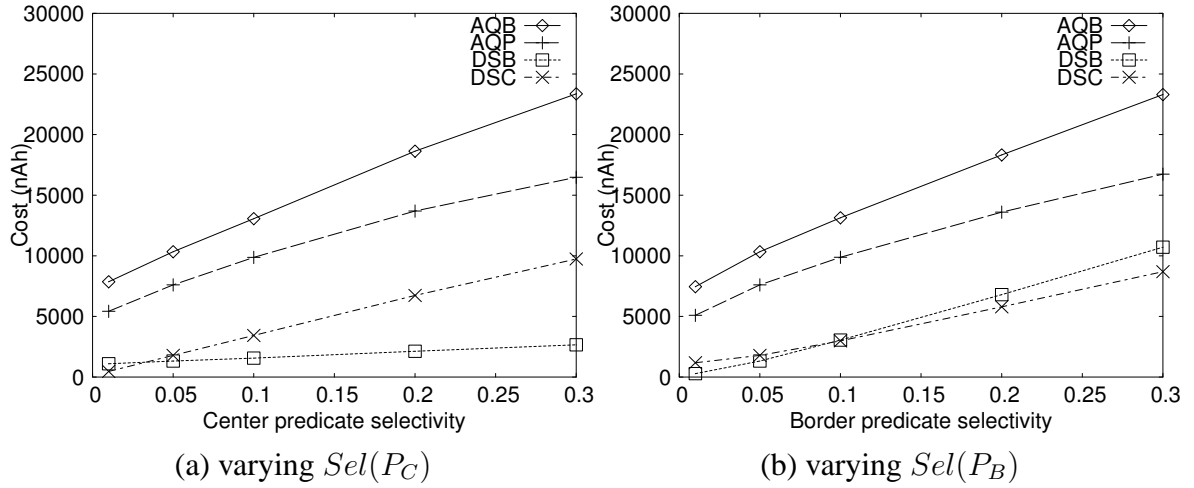 30000
25000
20000
15000
10000
5000
0
Cost (nAh)
AQB
AQP
DSB
DSC
0 0.05 0.1 0.15 0.2 0.25 0.3
Center predicate selectivity
(a) varying Sel(P_C)
30000
25000
20000
15000
10000
5000
0
Cost (nAh)
AQB
AQP
DSB
DSC
0 0.05 0.1 0.15 0.2 0.25 0.3
Border predicate selectivity
(b) varying Sel(P_B)